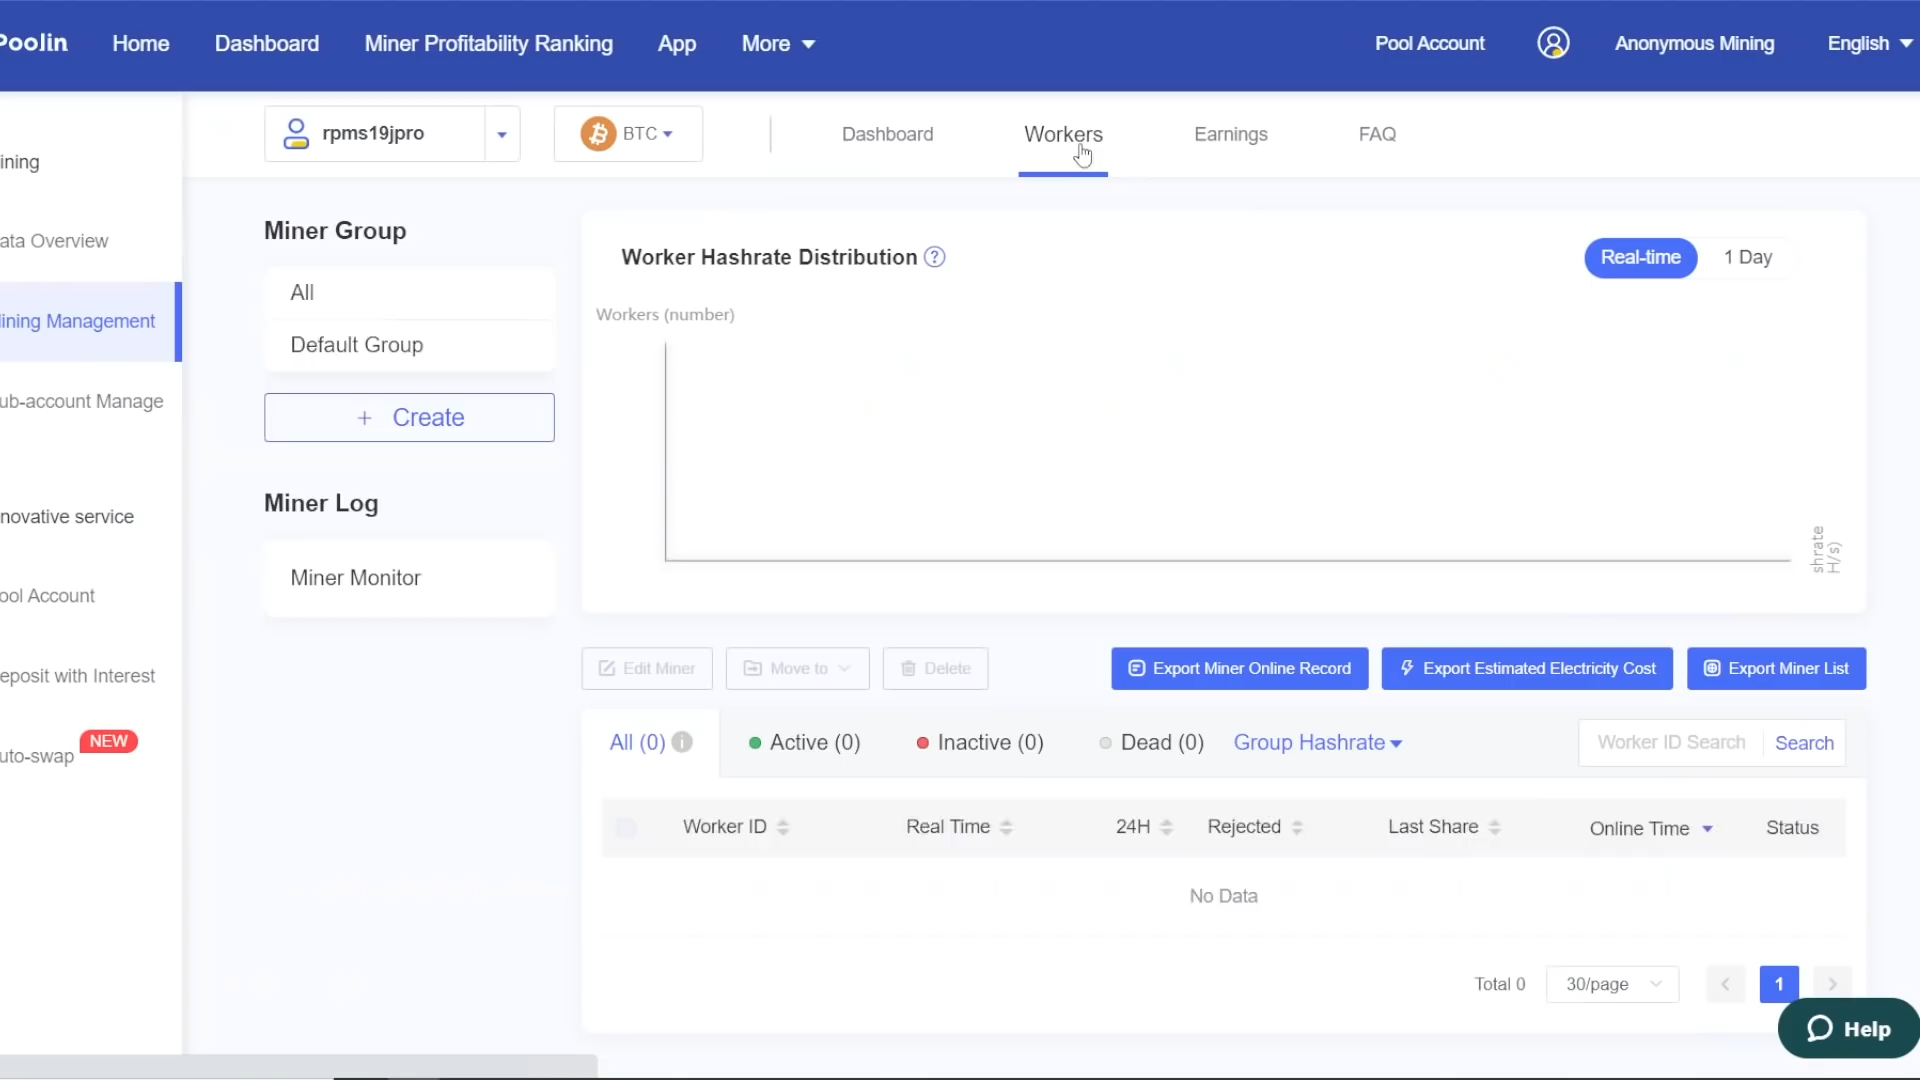 Poolin Home Dashboard Miner Profitability Ranking App More Pool Account Anonymous Mining English
rpms19jpro BTC Dashboard Workers Earnings FAQ
ining
ata Overview
ining Management
ub-account Manage
novative service
ool Account
eposit with Interest
uto-swap NEW
Miner Group
All
Default Group
+ Create
Miner Log
Miner Monitor
Worker Hashrate Distribution ? Real-time 1 Day
Workers (number)
shrate
H/s)
Edit Miner Move to Delete Export Miner Online Record Export Estimated Electricity Cost Export Miner List
All (0) i Active (0) Inactive (0) Dead (0) Group Hashrate Worker ID Search Search
Worker ID Real Time 24H Rejected Last Share Online Time Status
No Data
Total 0 30/page < 1 >
Help